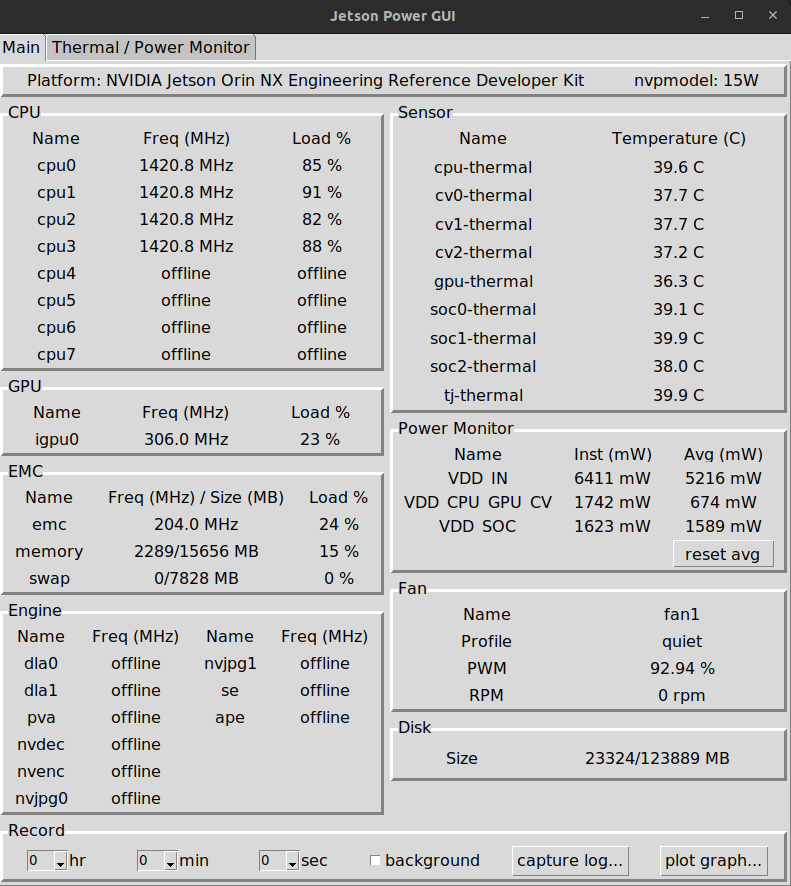 Jetson Power GUI
Main Thermal / Power Monitor
Platform: NVIDIA Jetson Orin NX Engineering Reference Developer Kit nvpmodel: 15W
CPU
Name Freq (MHz) Load %
cpu0 1420.8 MHz 85 %
cpu1 1420.8 MHz 91 %
cpu2 1420.8 MHz 82 %
cpu3 1420.8 MHz 88 %
cpu4 offline offline
cpu5 offline offline
cpu6 offline offline
cpu7 offline offline
GPU
Name Freq (MHz) Load %
igpu0 306.0 MHz 23 %
EMC
Name Freq (MHz) / Size (MB) Load %
emc 204.0 MHz 24 %
memory 2289/15656 MB 15 %
swap 0/7828 MB 0 %
Engine
Name Freq (MHz) Name Freq (MHz)
dla0 offline nvjpg1 offline
dla1 offline se offline
pva offline ape offline
nvdec offline
nvenc offline
nvjpg0 offline
Sensor
Name Temperature (C)
cpu-thermal 39.6 C
cv0-thermal 37.7 C
cv1-thermal 37.7 C
cv2-thermal 37.2 C
gpu-thermal 36.3 C
soc0-thermal 39.1 C
soc1-thermal 39.9 C
soc2-thermal 38.0 C
tj-thermal 39.9 C
Power Monitor
Name Inst (mW) Avg (mW)
VDD IN 6411 mW 5216 mW
VDD CPU GPU CV 1742 mW 674 mW
VDD SOC 1623 mW 1589 mW
reset avg
Fan
Name fan1
Profile quiet
PWM 92.94 %
RPM 0 rpm
Disk
Size 23324/123889 MB
Record
0 hr 0 min 0 sec background capture log... plot graph...